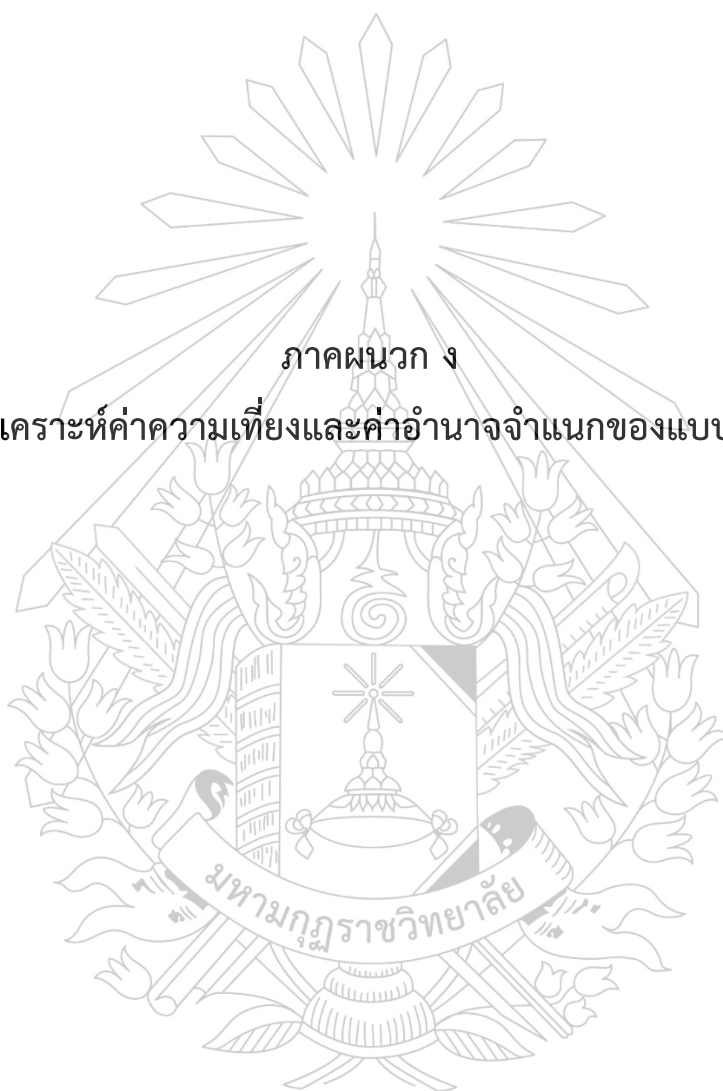 ภาคผนวก ง
เคราะห์ค่าความเที่ยงและค่าอำนาจจำแนกของแบบ
มหามกุฏราชวิทยาลัย